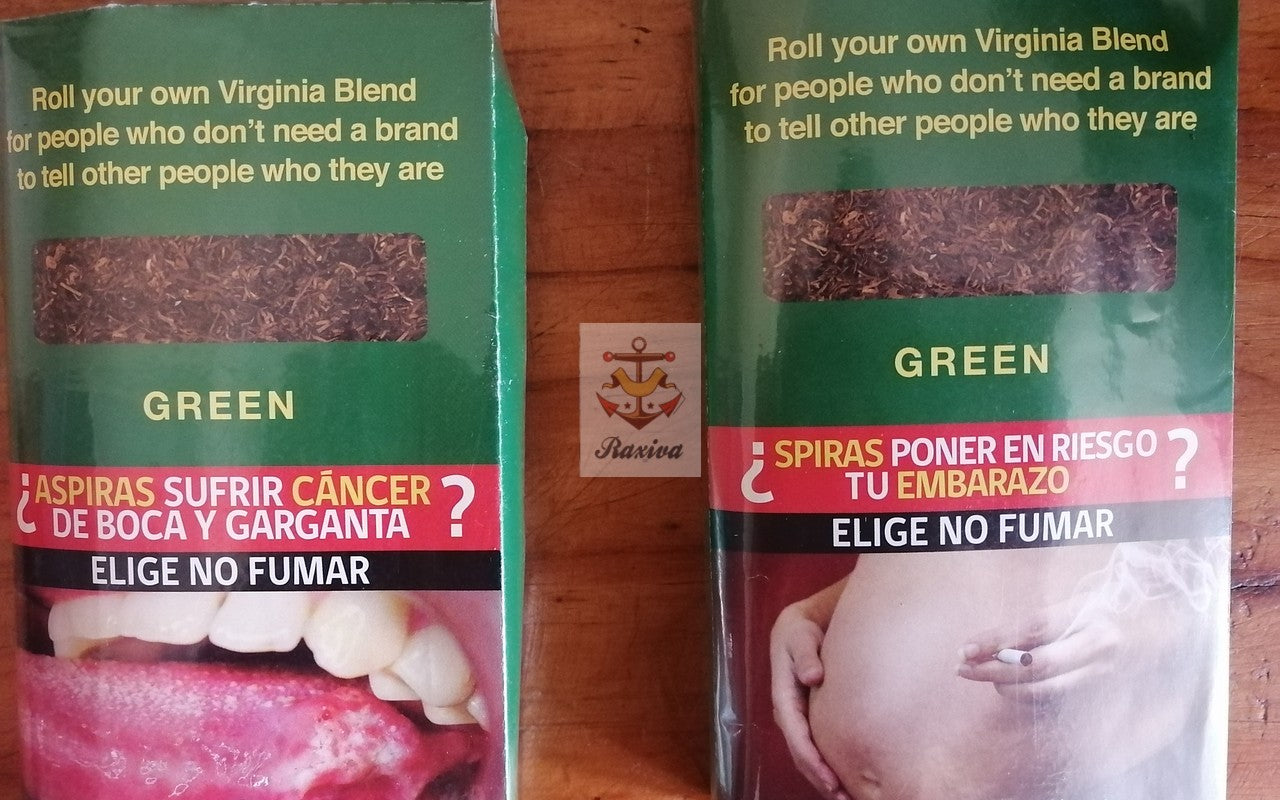 Roll your own Virginia Blend
for people who don't need a brand
to tell other people who they are
GREEN
¿ASPIRAS SUFRIR CÁNCER
DE BOCA Y GARGANTA?
ELIGE NO FUMAR
Raxiva
Roll your own Virginia Blend
for people who don't need a brand
to tell other people who they are
GREEN
¿SPIRAS PONER EN RIESGO
TU EMBARAZO?
ELIGE NO FUMAR